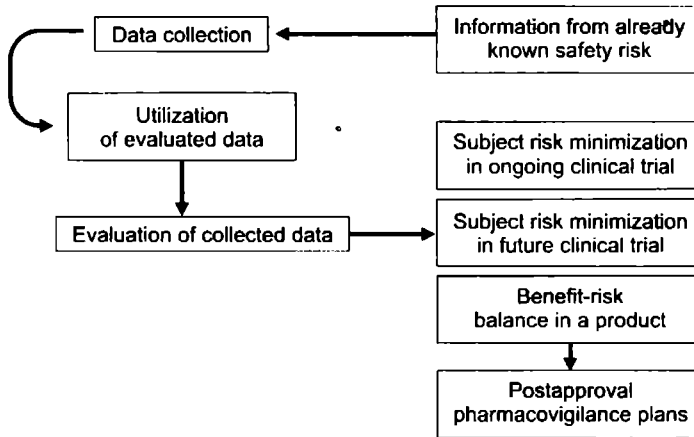 Data collection
Information from already
known safety risk
Utilization
of evaluated data
Subject risk minimization
in ongoing clinical trial
Evaluation of collected data
Subject risk minimization
in future clinical trial
Benefit-risk
balance in a product
Postapproval
pharmacovigilance plans